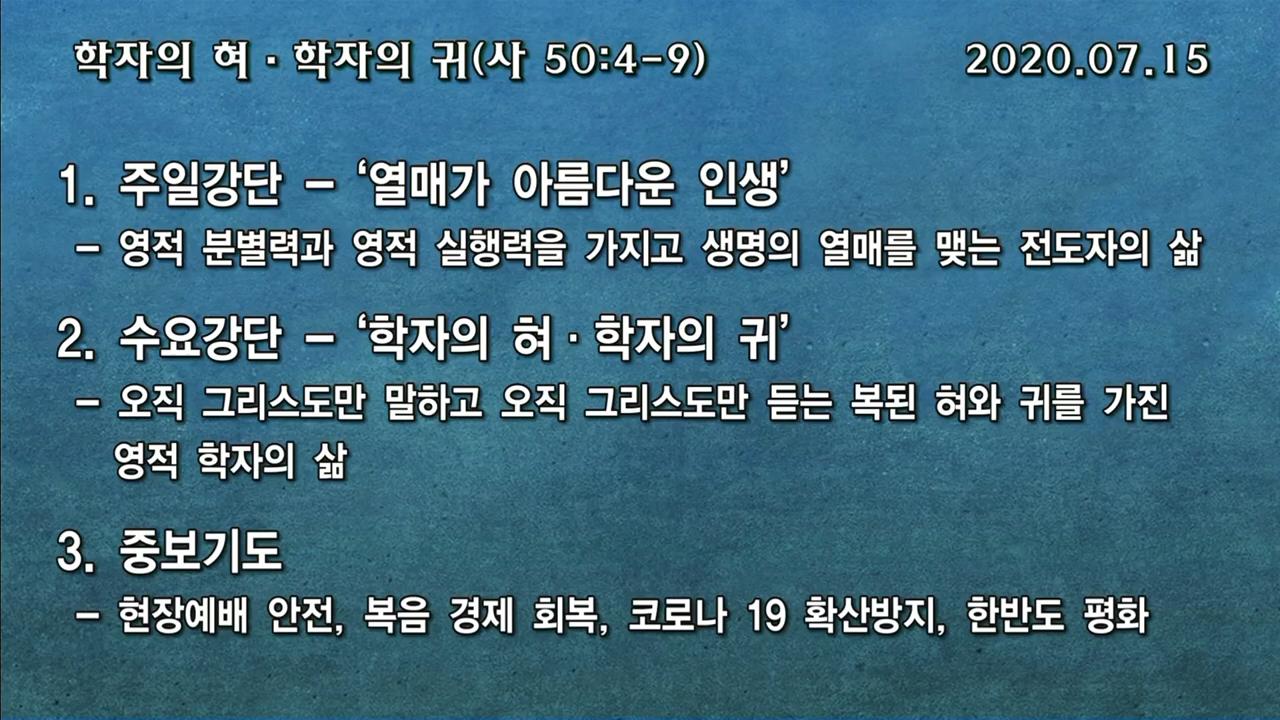 학자의 혀 · 학자의 귀(사 50:4-9) 2020.07.15
1. 주일강단 - ‘열매가 아름다운 인생’
- 영적 분별력과 영적 실행력을 가지고 생명의 열매를 맺는 전도자의 삶
2. 수요강단 - ‘학자의 혀 · 학자의 귀’
- 오직 그리스도만 말하고 오직 그리스도만 듣는 복된 혀와 귀를 가진
영적 학자의 삶
3. 중보기도
- 현장예배 안전, 복음 경제 회복, 코로나 19 확산방지, 한반도 평화